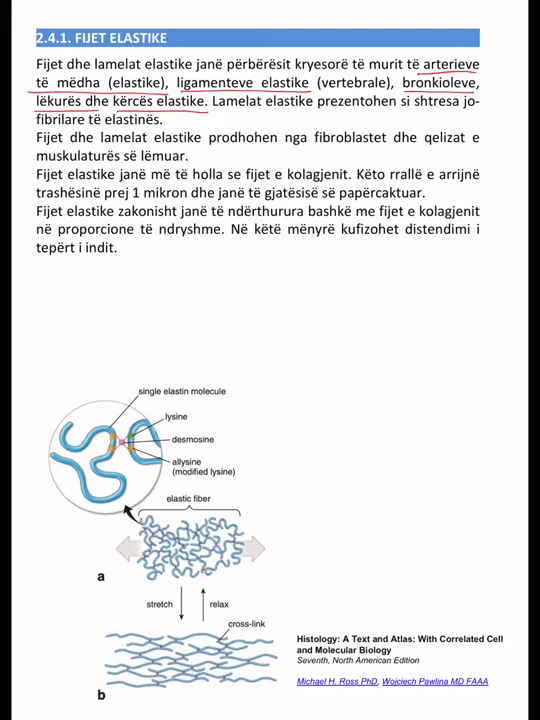 2.4.1. FIJET ELASTIKE
Fijet dhe lamelat elastike janë përbërësit kryesorë të murit të arterieve
të mëdha (elastike), ligamenteve elastike (vertebrale), bronkioleve,
lëkurës dhe kërcës elastike. Lamelat elastike prezentohen si shtresa jo-
fibrilare të elastinës.
Fijet dhe lamelat elastike prodhohen nga fibroblastet dhe qelizat e
muskulaturës së lëmuar.
Fijet elastike janë më të holla se fijet e kolagjenit. Këto rrallë e arrijnë
trashësinë prej 1 mikron dhe janë të gjatësisë së papërcaktuar.
Fijet elastike zakonisht janë të ndërthurura bashkë me fijet e kolagjenit
në proporcione të ndryshme. Në këtë mënyrë kufizohet distendimi i
tepërt i indit.
single elastin molecule
lysine
desmosine
allysine
(modified lysine)
elastic fiber
a
stretch
relax
cross-link
b
Histology: A Text and Atlas: With Correlated Cell
and Molecular Biology
Seventh, North American Edition
Michael H. Ross PhD, Wojciech Pawlina MD FAAA